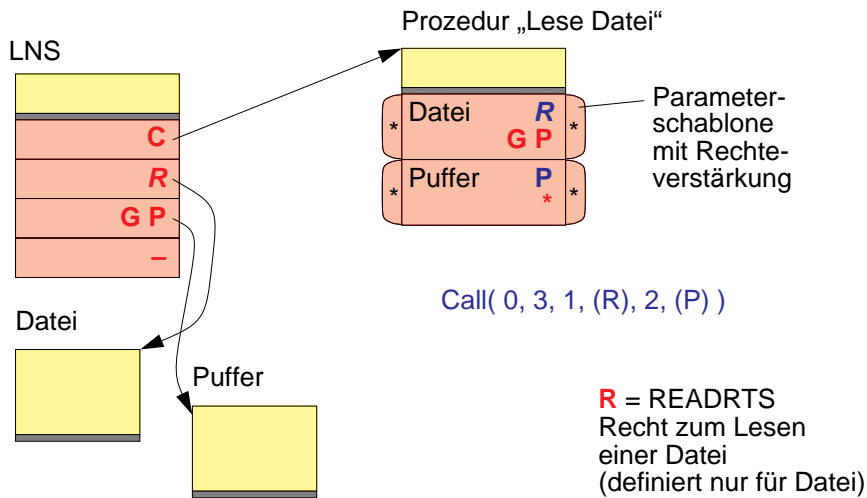 Prozedur „Lese Datei“
LNS
C
R
G P
–
Datei
Puffer
* Datei R *
G P
* Puffer P *
*
Parameter-
schablone
mit Rechte-
verstärkung
Call( 0, 3, 1, (R), 2, (P) )
R = READRTS
Recht zum Lesen
einer Datei
(definiert nur für Datei)